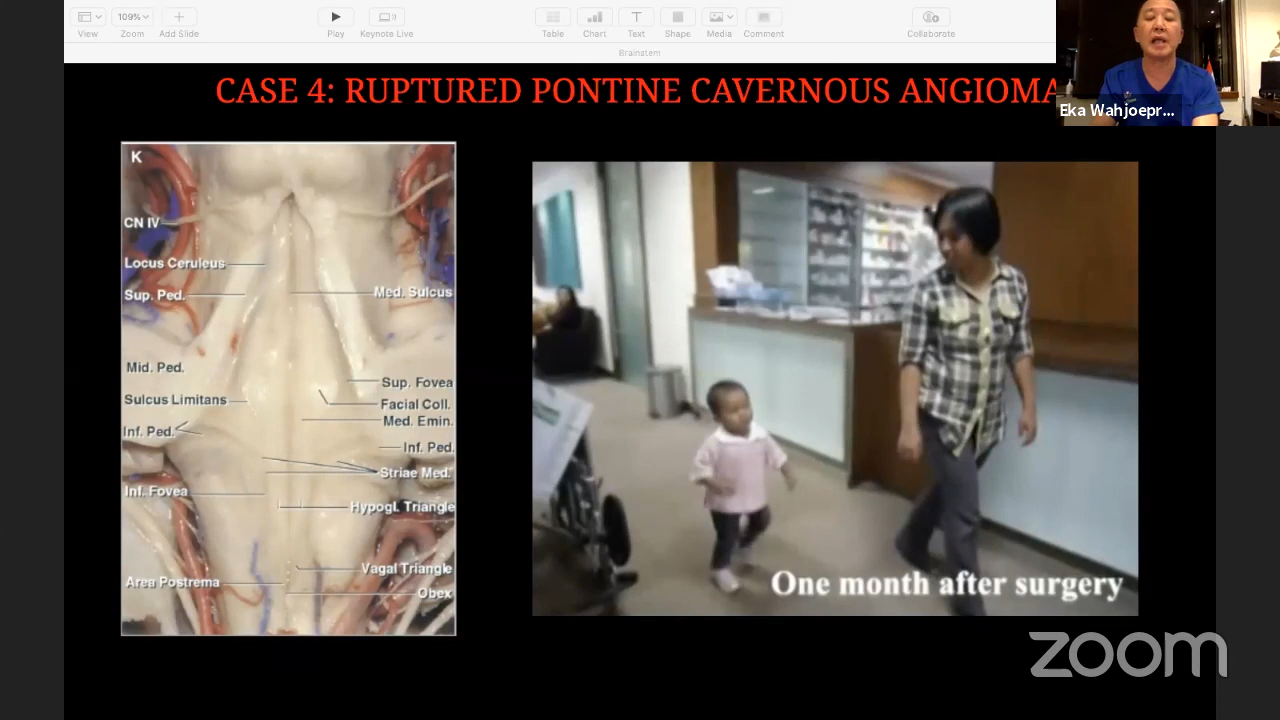 View
Zoom
Add Slide
Play
Keynote Live
Table
Chart
Text
Shape
Media
Comment
Collaborate
109%
Brainstem
CASE 4: RUPTURED PONTINE CAVERNOUS ANGIOMA
Eka Wahjoepr...
K
CN IV
Locus Ceruleus
Sup. Ped.
Med. Sulcus
Mid. Ped.
Sup. Fovea
Sulcus Limitans
Facial Coll.
Med. Emin.
Inf. Ped.
Inf. Ped.
Striae Med.
Inf. Fovea
Hypogl. Triangle
Vagal Triangle
Area Postrema
Obex
One month after surgery
zoom